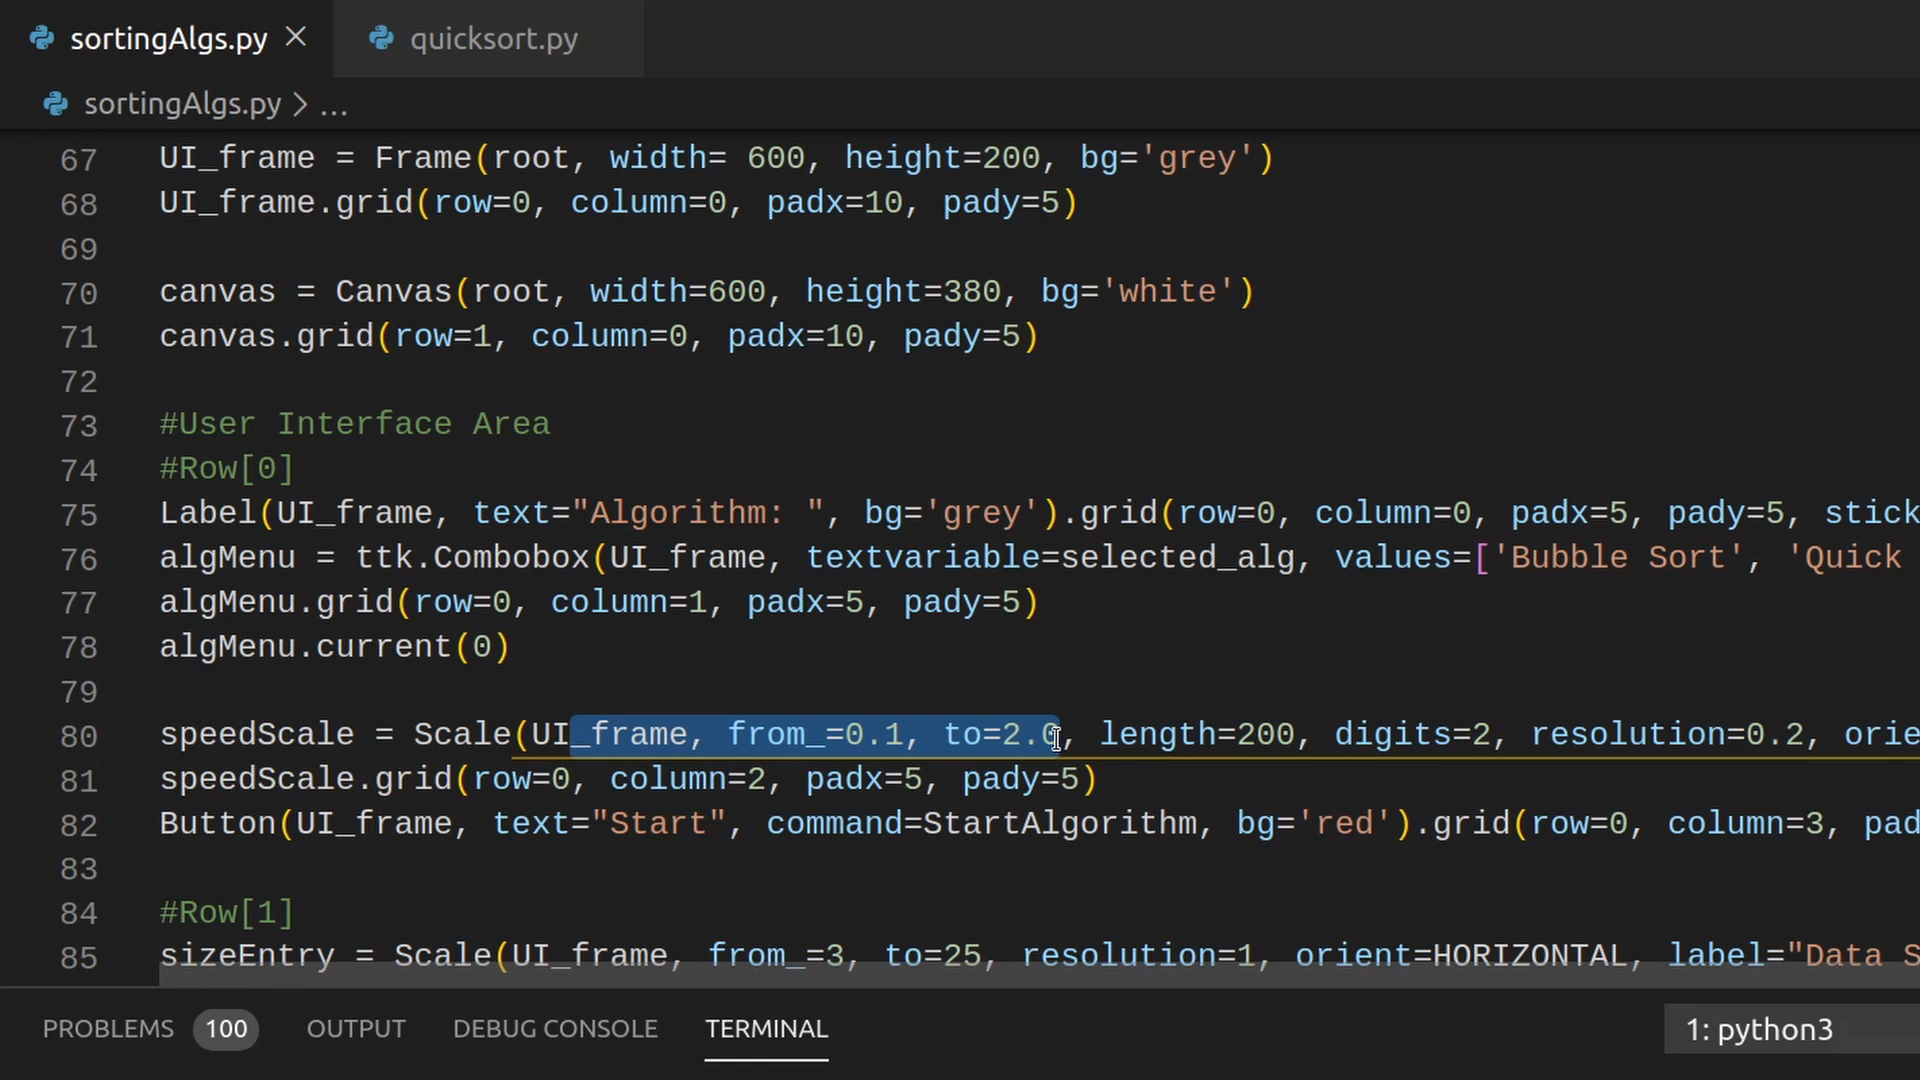 sortingAlgs.py quicksort.py
sortingAlgs.py > ...
67 UI_frame = Frame(root, width= 600, height=200, bg='grey')
68 UI_frame.grid(row=0, column=0, padx=10, pady=5)
69
70 canvas = Canvas(root, width=600, height=380, bg='white')
71 canvas.grid(row=1, column=0, padx=10, pady=5)
72
73 #User Interface Area
74 #Row[0]
75 Label(UI_frame, text="Algorithm: ", bg='grey').grid(row=0, column=0, padx=5, pady=5, stick
76 algMenu = ttk.Combobox(UI_frame, textvariable=selected_alg, values=['Bubble Sort', 'Quick
77 algMenu.grid(row=0, column=1, padx=5, pady=5)
78 algMenu.current(0)
79
80 speedScale = Scale(UI_frame, from_=0.1, to=2.0, length=200, digits=2, resolution=0.2, orie
81 speedScale.grid(row=0, column=2, padx=5, pady=5)
82 Button(UI_frame, text="Start", command=StartAlgorithm, bg='red').grid(row=0, column=3, pad
83
84 #Row[1]
85 sizeEntry = Scale(UI_frame, from_=3, to=25, resolution=1, orient=HORIZONTAL, label="Data S
PROBLEMS 100 OUTPUT DEBUG CONSOLE TERMINAL 1: python3